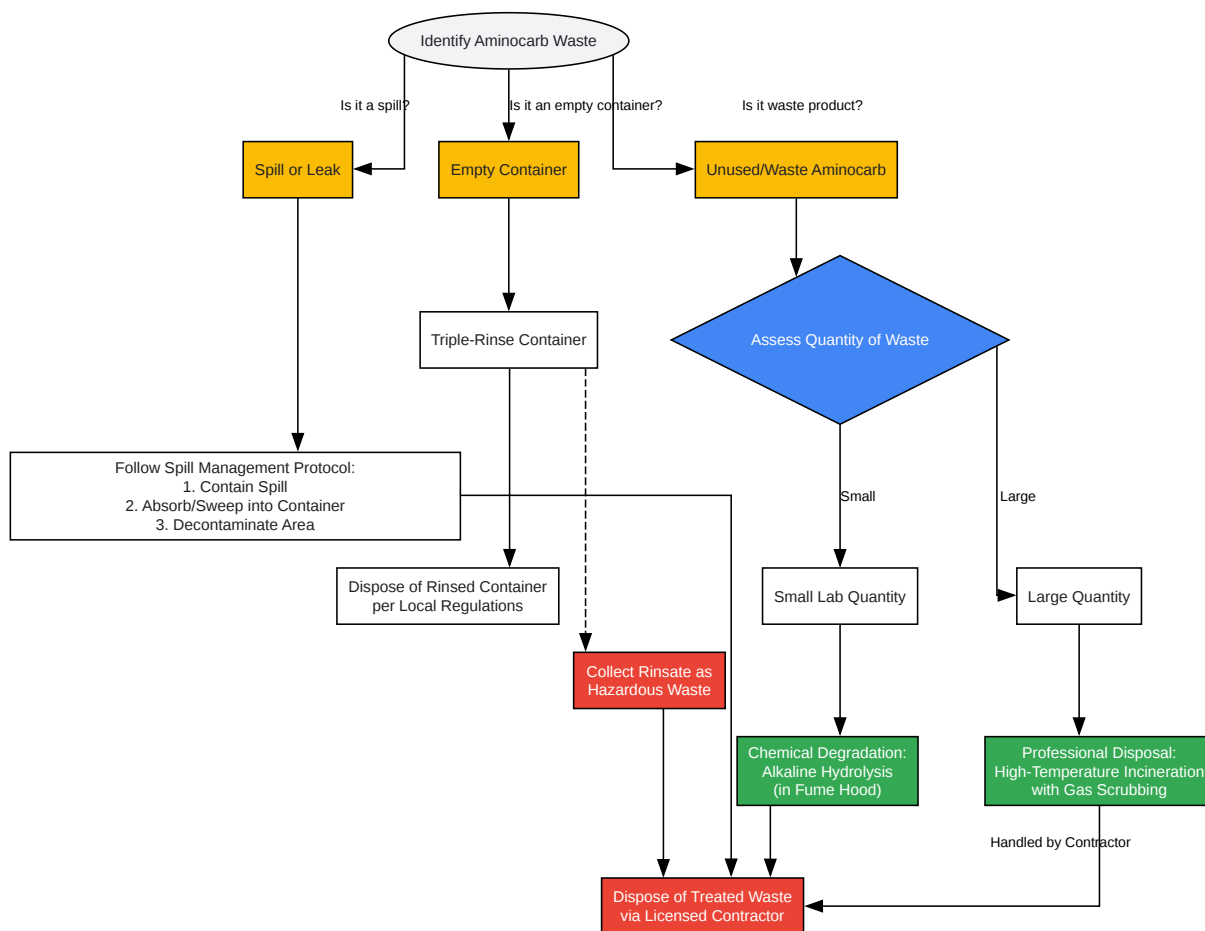 Identify Aminocarb Waste
Is it a spill?
Is it an empty container?
Is it waste product?
Spill or Leak
Empty Container
Unused/Waste Aminocarb
Triple-Rinse Container
Assess Quantity of Waste
Follow Spill Management Protocol:
1. Contain Spill
2. Absorb/Sweep into Container
3. Decontaminate Area
Small
Large
Dispose of Rinsed Container
per Local Regulations
Small Lab Quantity
Large Quantity
Collect Rinsate as
Hazardous Waste
Chemical Degradation:
Alkaline Hydrolysis
(in Fume Hood)
Professional Disposal:
High-Temperature Incineration
with Gas Scrubbing
Handled by Contractor
Dispose of Treated Waste
via Licensed Contractor